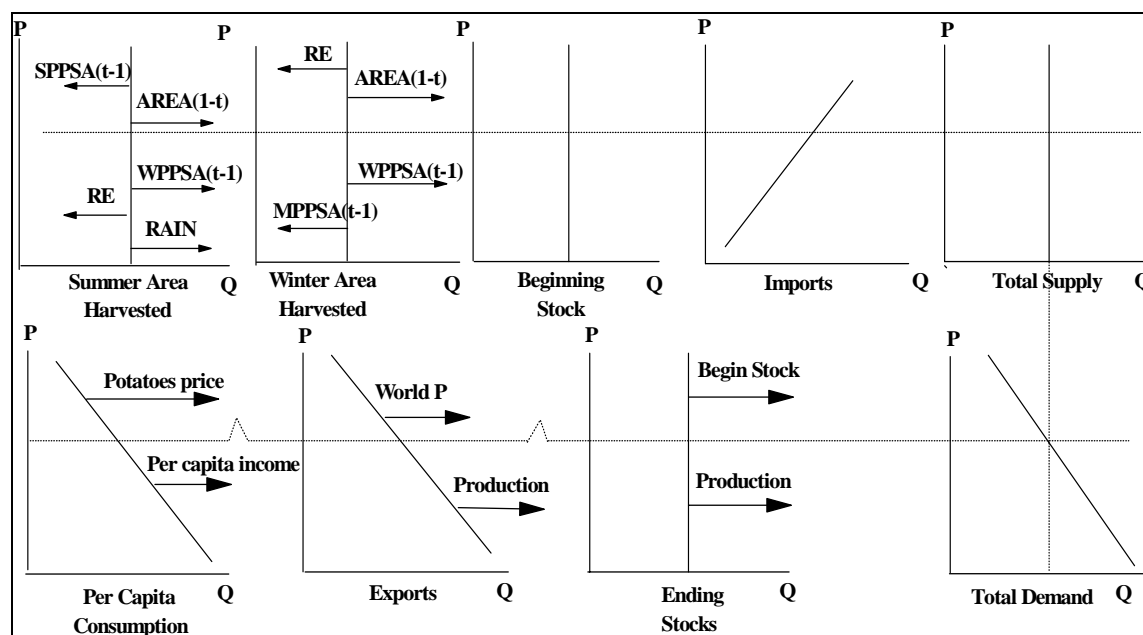 P
SPPSA(t-1)
AREA(1-t)
WPPSA(t-1)
RE
RAIN
Q
Summer Area
Harvested
P
RE
AREA(1-t)
WPPSA(t-1)
MPPSA(t-1)
Q
Winter Area
Harvested
P
Q
Beginning
Stock
P
Q
Imports
P
Q
Total Supply
P
Potatoes price
Per capita income
Q
Per Capita
Consumption
P
World P
Production
Q
Exports
P
Begin Stock
Production
Q
Ending
Stocks
P
Q
Total Demand